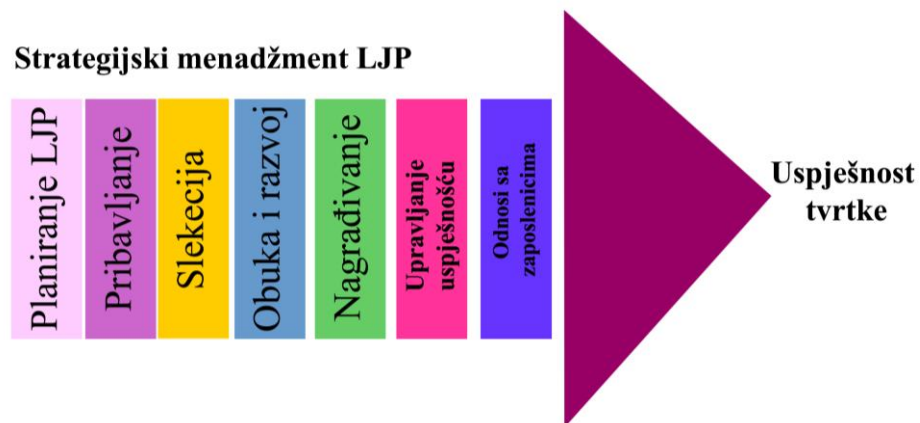 Strategijski menadžment LJP
Planiranje LJP
Pribavljanje
Slekecija
Obuka i razvoj
Nagrađivanje
Upravljanje
uspješnošću
Odnosi sa
zaposlenicima
Uspješnost
tvrtke